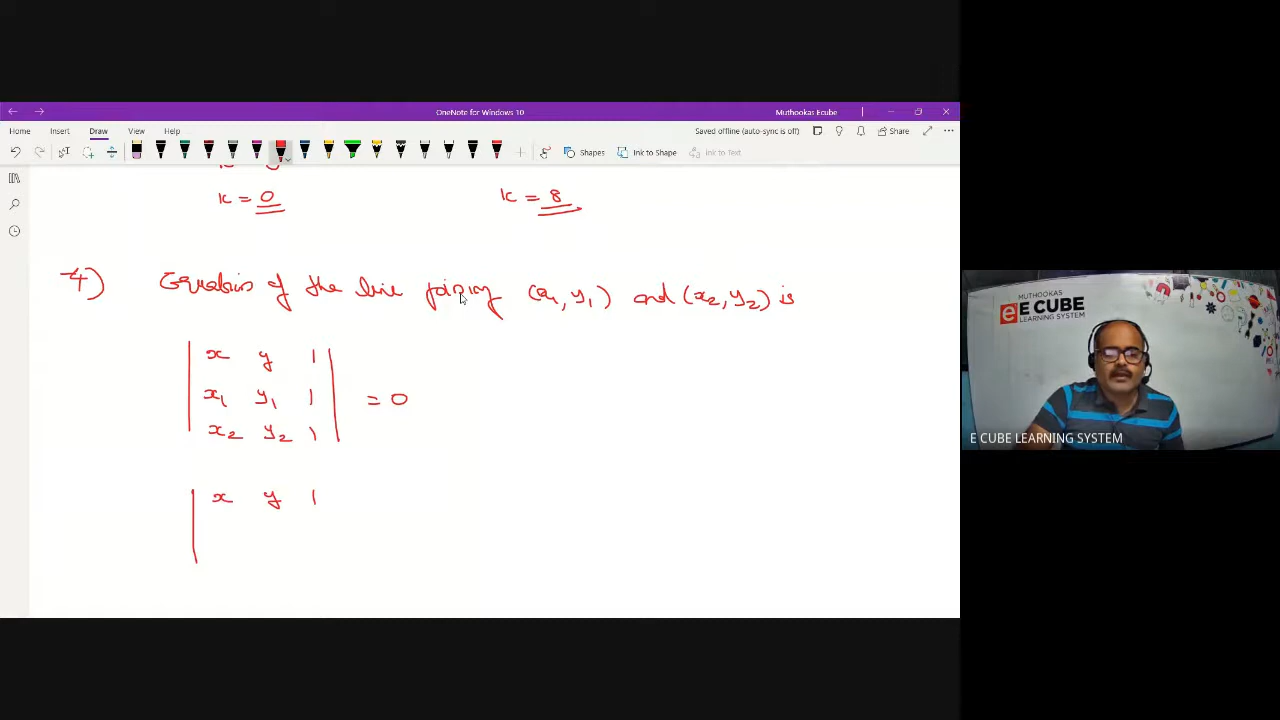 OneNote for Windows 10
Muthookas Ecube
Home Insert Draw View Help
Saved offline (auto-sync is off)
Share
Shapes
Ink to Shape
Ink to Text
k = 0
k = 8
4) Equation of the line joining (x₁, y₁) and (x₂, y₂) is
x y 1
x₁ y₁ 1
= 0
x₂ y₂ 1
x y 1
MUTHOOKAS
e E CUBE
LEARNING SYSTEM
E CUBE LEARNING SYSTEM